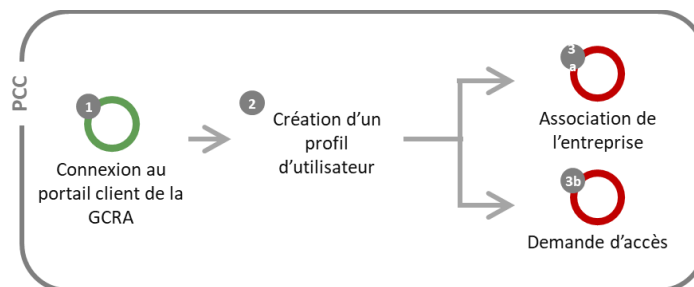 PCC
1
Connexion au
portail client de la
GCRA
2
Création d'un
profil
d'utilisateur
3
a
Association de
l'entreprise
3b
Demande d'accès